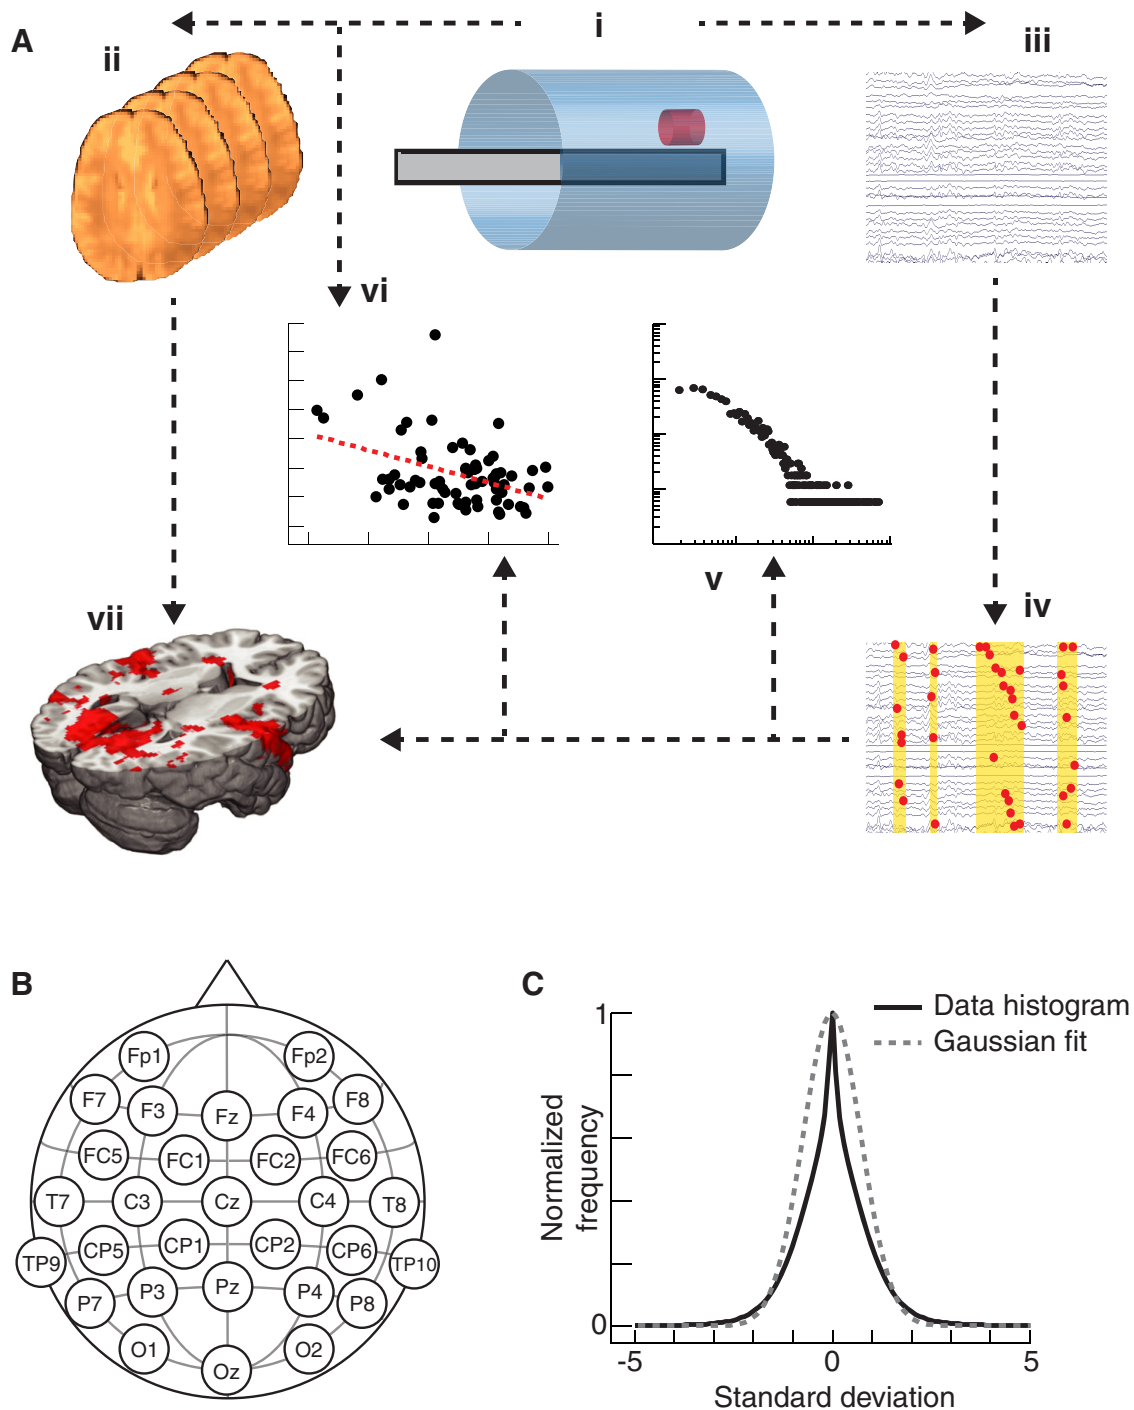 A
i
ii
iii
vi
v
iv
vii
B
Fp1 Fp2
F7 F3 Fz F4 F8
FC5 FC1 FC2 FC6
T7 C3 Cz C4 T8
TP9 CP5 CP1 CP2 CP6 TP10
P7 P3 Pz P4 P8
O1 Oz O2
C
Data histogram
Gaussian fit
1
Normalized
frequency
0
-5 0 5
Standard deviation